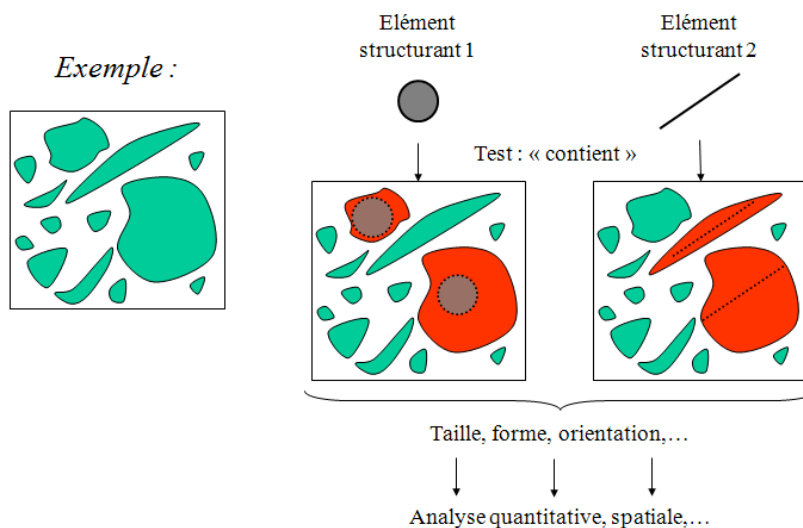 Exemple :
Elément
structurant 1
Elément
structurant 2
Test : « contient »
Taille, forme, orientation,…
Analyse quantitative, spatiale,…